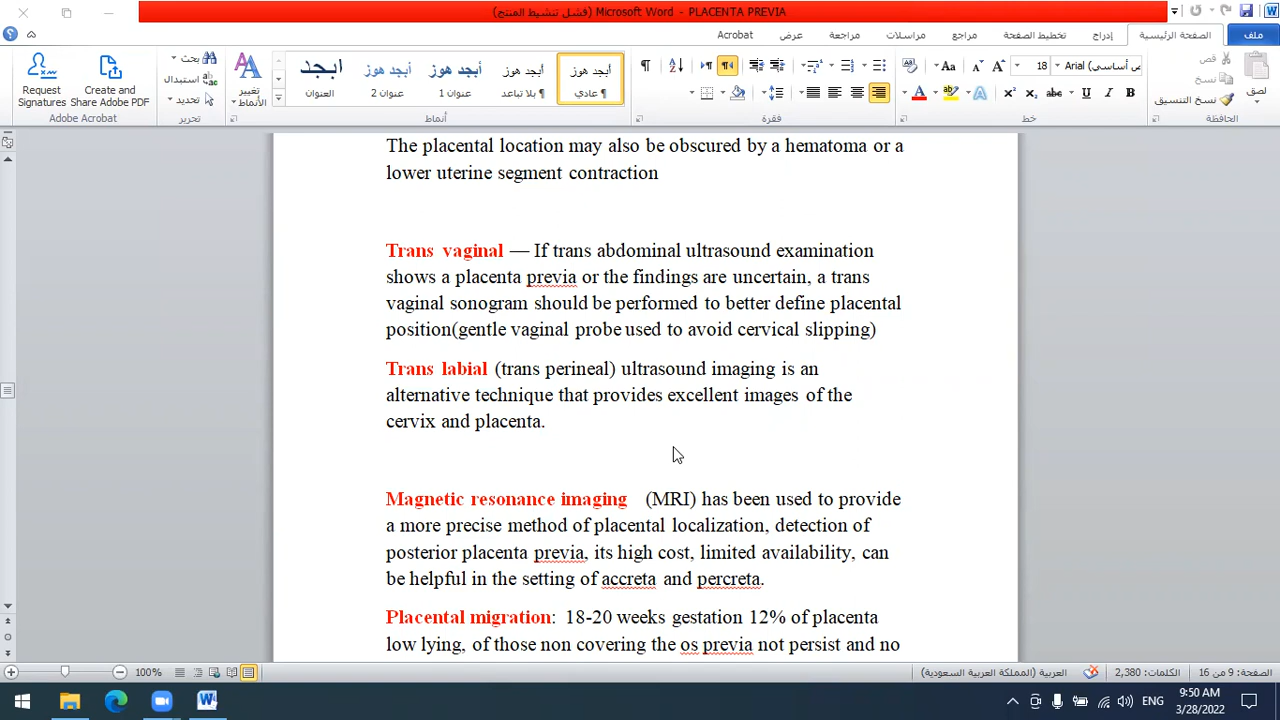 (فشل تنشيط المنتج) Microsoft Word - PLACENTA PREVIA
ملف
الصفحة الرئيسية
إدراج
تخطيط الصفحة
مراجع
مراسلات
مراجعة
عرض
Acrobat
لصق
قص
نسخ
نسخ التنسيق
الحافظة
Arial (نص أساسي)
18
خط
فقرة
أبجد هوز
عادي
أبجد هوز
بلا تباعد
أبجد هوز
عنوان 1
أبجد هوز
عنوان 2
ابجد
العنوان
تغيير الأنماط
أنماط
بحث
استبدال
تحديد
تحرير
Create and Share Adobe PDF
Request Signatures
Adobe Acrobat
The placental location may also be obscured by a hematoma or a
lower uterine segment contraction
Trans vaginal — If trans abdominal ultrasound examination
shows a placenta previa or the findings are uncertain, a trans
vaginal sonogram should be performed to better define placental
position(gentle vaginal probe used to avoid cervical slipping)
Trans labial (trans perineal) ultrasound imaging is an
alternative technique that provides excellent images of the
cervix and placenta.
Magnetic resonance imaging (MRI) has been used to provide
a more precise method of placental localization, detection of
posterior placenta previa, its high cost, limited availability, can
be helpful in the setting of accreta and percreta.
Placental migration: 18-20 weeks gestation 12% of placenta
low lying, of those non covering the os previa not persist and no
الصفحة: 9 من 16
الكلمات: 2,380
العربية (المملكة العربية السعودية)
100%
ENG
9:50 AM
3/28/2022